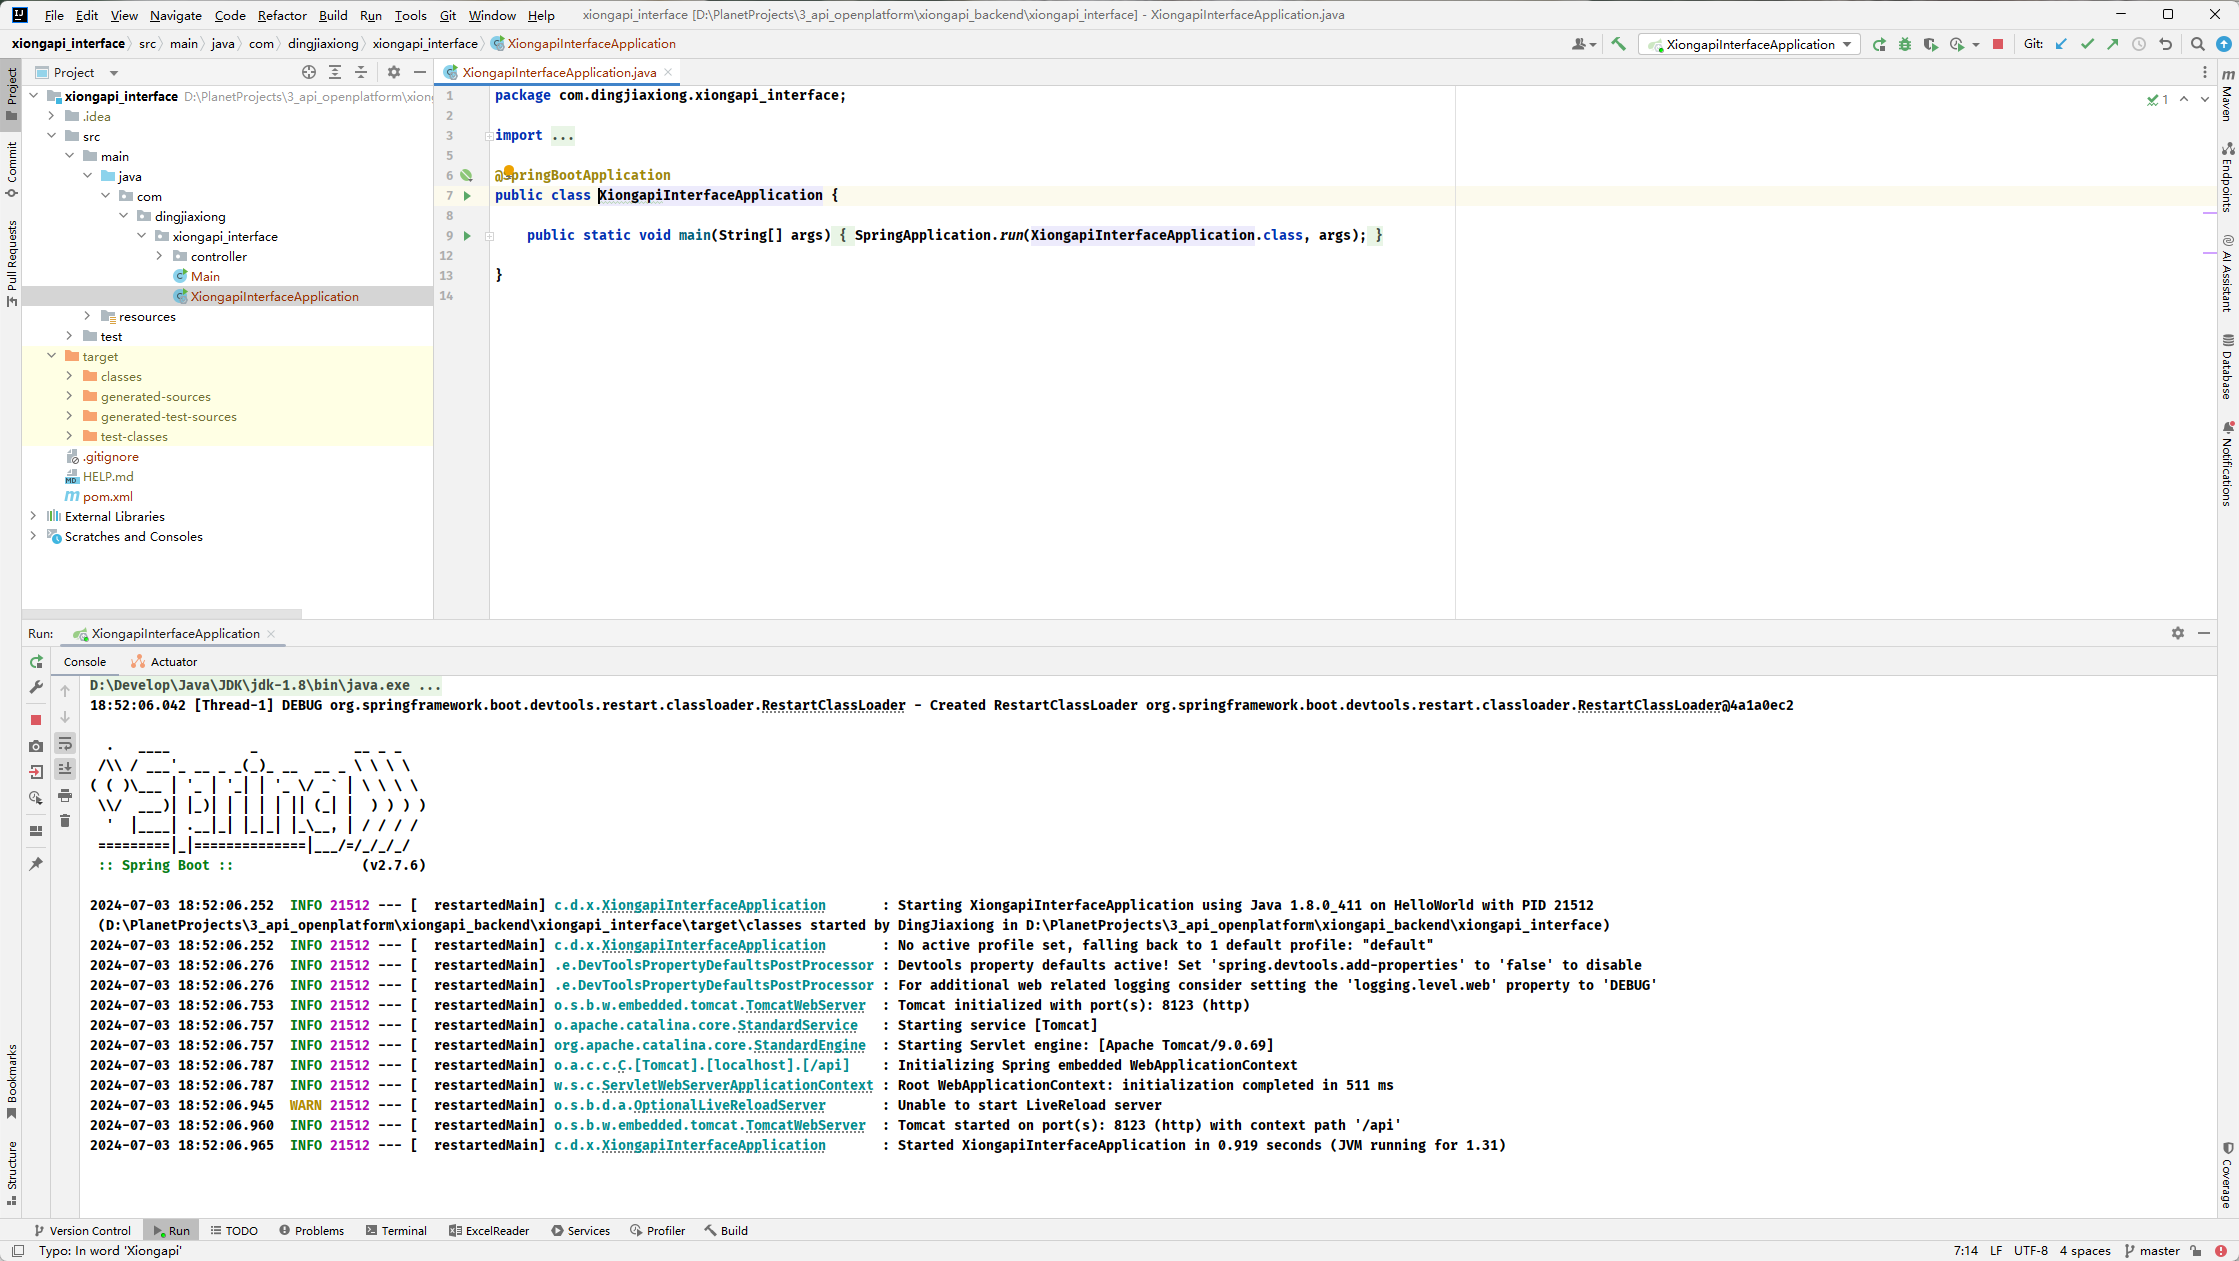 File Edit View Navigate Code Refactor Build Run Tools Git Window Help xiongapi_interface [D:\PlanetProjects\3_api_openplatform\xiongapi_backend\xiongapi_interface] - XiongapiInterfaceApplication.java
xiongapi_interface src main java com dingjiaxiong xiongapi_interface XiongapiInterfaceApplication XiongapiInterfaceApplication Git:
Project
XiongapiInterfaceApplication.java
xiongapi_interface D:\PlanetProjects\3_api_openplatform\xiong
.idea
src
main
java
com
dingjiaxiong
xiongapi_interface
controller
Main
XiongapiInterfaceApplication
resources
test
target
classes
generated-sources
generated-test-sources
test-classes
.gitignore
HELP.md
pom.xml
External Libraries
Scratches and Consoles
1 package com.dingjiaxiong.xiongapi_interface;
2
3 import ...
5
6 @SpringBootApplication
7 public class XiongapiInterfaceApplication {
8
9 public static void main(String[] args) { SpringApplication.run(XiongapiInterfaceApplication.class, args); }
12
13 }
14
1
Project
Commit
Pull Requests
Bookmarks
Structure
Maven
Endpoints
AI Assistant
Database
Notifications
Coverage
Run: XiongapiInterfaceApplication
Console Actuator
D:\Develop\Java\JDK\jdk-1.8\bin\java.exe ...
18:52:06.042 [Thread-1] DEBUG org.springframework.boot.devtools.restart.classloader.RestartClassLoader - Created RestartClassLoader org.springframework.boot.devtools.restart.classloader.RestartClassLoader@4a1a0ec2
  .   ____          _            __ _ _
 /\\ / ___'_ __ _ _(_)_ __  __ _ \ \ \ \
( ( )\___ | '_ | '_| | '_ \/ _` | \ \ \ \
 \\/  ___)| |_)| | | | | || (_| |  ) ) ) )
  '  |____| .__|_| |_|_| |_\__, | / / / /
 =========|_|==============|___/=/_/_/_/
 :: Spring Boot ::                (v2.7.6)
2024-07-03 18:52:06.252  INFO 21512 --- [  restartedMain] c.d.x.XiongapiInterfaceApplication       : Starting XiongapiInterfaceApplication using Java 1.8.0_411 on HelloWorld with PID 21512
(D:\PlanetProjects\3_api_openplatform\xiongapi_backend\xiongapi_interface\target\classes started by DingJiaxiong in D:\PlanetProjects\3_api_openplatform\xiongapi_backend\xiongapi_interface)
2024-07-03 18:52:06.252  INFO 21512 --- [  restartedMain] c.d.x.XiongapiInterfaceApplication       : No active profile set, falling back to 1 default profile: "default"
2024-07-03 18:52:06.276  INFO 21512 --- [  restartedMain] .e.DevToolsPropertyDefaultsPostProcessor : Devtools property defaults active! Set 'spring.devtools.add-properties' to 'false' to disable
2024-07-03 18:52:06.276  INFO 21512 --- [  restartedMain] .e.DevToolsPropertyDefaultsPostProcessor : For additional web related logging consider setting the 'logging.level.web' property to 'DEBUG'
2024-07-03 18:52:06.753  INFO 21512 --- [  restartedMain] o.s.b.w.embedded.tomcat.TomcatWebServer  : Tomcat initialized with port(s): 8123 (http)
2024-07-03 18:52:06.757  INFO 21512 --- [  restartedMain] o.apache.catalina.core.StandardService   : Starting service [Tomcat]
2024-07-03 18:52:06.757  INFO 21512 --- [  restartedMain] org.apache.catalina.core.StandardEngine  : Starting Servlet engine: [Apache Tomcat/9.0.69]
2024-07-03 18:52:06.787  INFO 21512 --- [  restartedMain] o.a.c.c.C.[Tomcat].[localhost].[/api]    : Initializing Spring embedded WebApplicationContext
2024-07-03 18:52:06.787  INFO 21512 --- [  restartedMain] w.s.c.ServletWebServerApplicationContext : Root WebApplicationContext: initialization completed in 511 ms
2024-07-03 18:52:06.945  WARN 21512 --- [  restartedMain] o.s.b.d.a.OptionalLiveReloadServer       : Unable to start LiveReload server
2024-07-03 18:52:06.960  INFO 21512 --- [  restartedMain] o.s.b.w.embedded.tomcat.TomcatWebServer  : Tomcat started on port(s): 8123 (http) with context path '/api'
2024-07-03 18:52:06.965  INFO 21512 --- [  restartedMain] c.d.x.XiongapiInterfaceApplication       : Started XiongapiInterfaceApplication in 0.919 seconds (JVM running for 1.31)
Version Control Run TODO Problems Terminal ExcelReader Services Profiler Build
Typo: In word 'Xiongapi' 7:14 LF UTF-8 4 spaces master